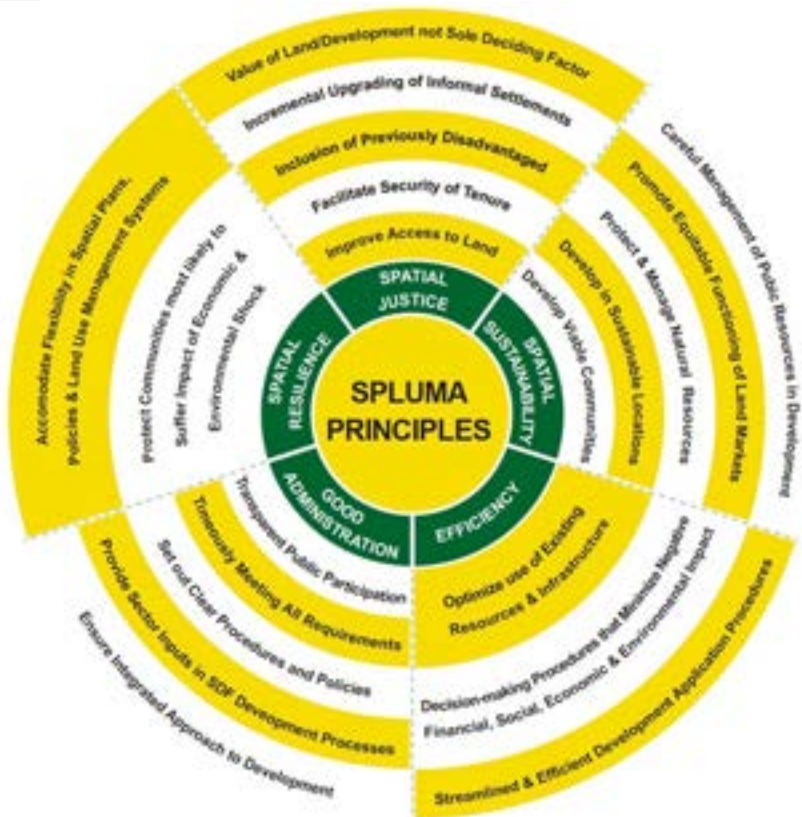 SPLUMA
PRINCIPLES
SPATIAL
JUSTICE
Improve Access to Land
Facilitate Security of Tenure
Inclusion of Previously Disadvantaged
Incremental Upgrading of Informal Settlements
Value of Land/Development not Sole Deciding Factor
SPATIAL
SUSTAINABILITY
Develop Viable Communities
Develop in Sustainable Locations
Protect & Manage Natural Resources
Promote Equitable Functioning of Land Markets
Careful Management of Pubic Resources in Development
EFFICIENCY
Optimize use of Existing
Resources & Infrastructure
Decision-making Procedures that Minimize Negative
Financial, Social, Economic & Environmental Impact
Streamlined & Efficient Development Application Procedures
GOOD
ADMINISTRATION
Transparent Public Participation
Timeously Meeting All Requirements
Set out Clear Procedures and Policies
Provide Sector Inputs in SDF Deveopment Processes
Ensure Integrated Approach to Development
SPATIAL
RESILIENCE
Protect Communities most likely to
Suffer Impact of Economic &
Environmental Shock
Accomodate Flexibility in Spatial Plans,
Policies & Land Use Management Systems